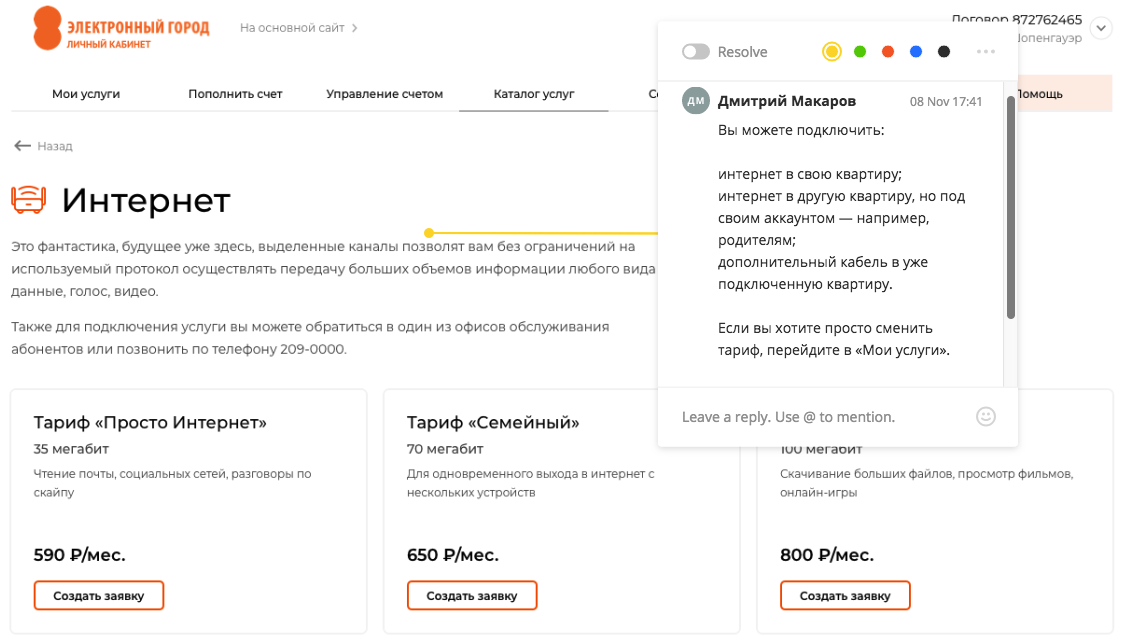 ЭЛЕКТРОННЫЙ ГОРОД
ЛИЧНЫЙ КАБИНЕТ
На основной сайт
Договор 872762465
Мои услуги
Пополнить счет
Управление счетом
Каталог услуг
Назад
Интернет
Это фантастика, будущее уже здесь, выделенные каналы позволят вам без ограничений на
используемый протокол осуществлять передачу больших объемов информации любого вида
данные, голос, видео.
Также для подключения услуги вы можете обратиться в один из офисов обслуживания
абонентов или позвонить по телефону 209-0000.
Resolve
ДМ
Дмитрий Макаров
08 Nov 17:41
Вы можете подключить:
интернет в свою квартиру;
интернет в другую квартиру, но под
своим аккаунтом — например,
родителям;
дополнительный кабель в уже
подключенную квартиру.
Если вы хотите просто сменить
тариф, перейдите в «Мои услуги».
Leave a reply. Use @ to mention.
Тариф «Просто Интернет»
35 мегабит
Чтение почты, социальных сетей, разговоры по
скайпу
590 ₽/мес.
Создать заявку
Тариф «Семейный»
70 мегабит
Для одновременного выхода в интернет с
нескольких устройств
650 ₽/мес.
Создать заявку
100 мегабит
Скачивание больших файлов, просмотр фильмов,
онлайн-игры
800 ₽/мес.
Создать заявку